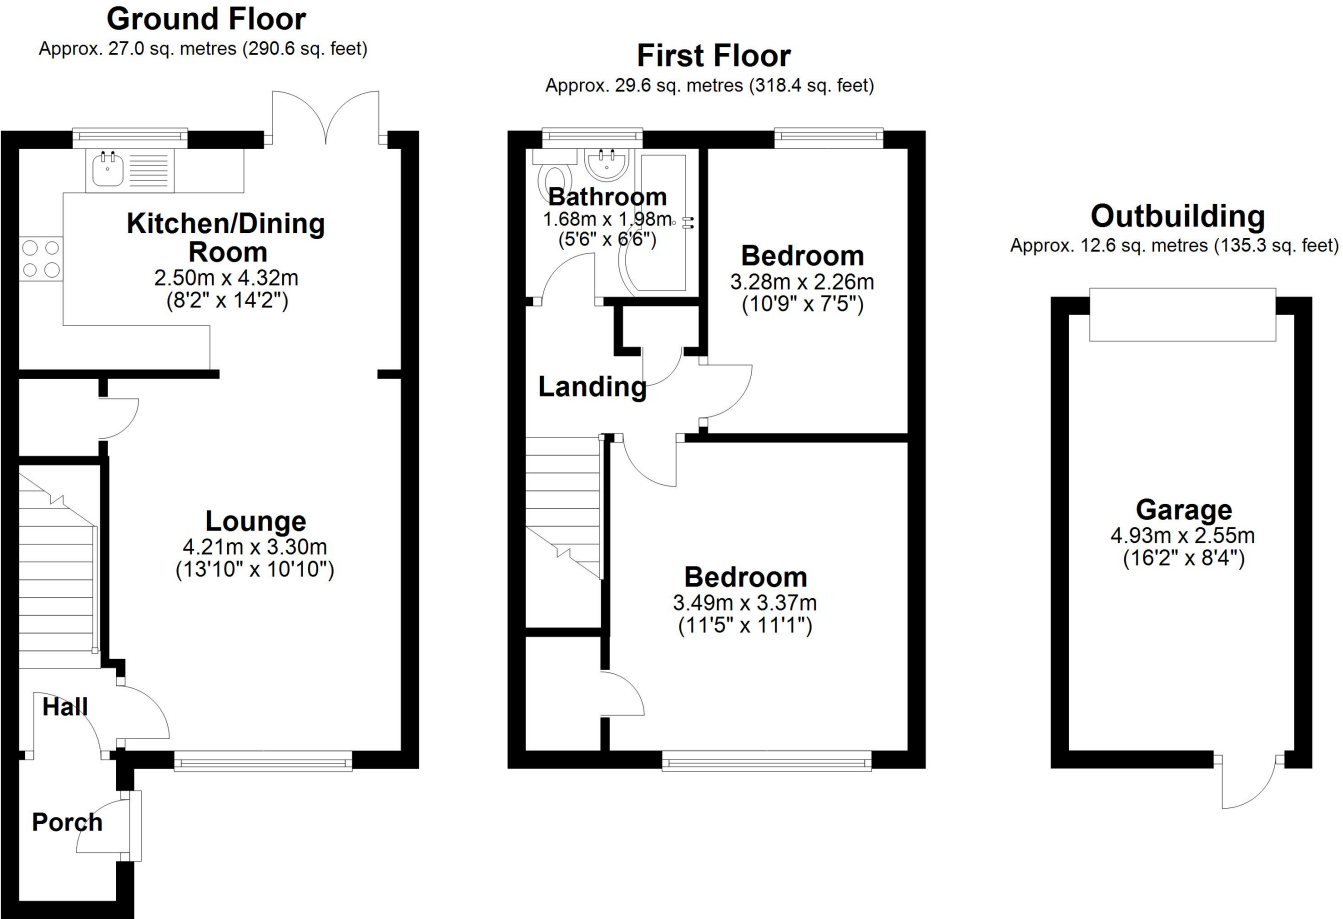 Ground Floor
Approx. 27.0 sq. metres (290.6 sq. feet)
Kitchen/Dining
Room
2.50m x 4.32m
(8'2" x 14'2")
Lounge
4.21m x 3.30m
(13'10" x 10'10")
Hall
Porch
First Floor
Approx. 29.6 sq. metres (318.4 sq. feet)
Bathroom
1.68m x 1.98m
(5'6" x 6'6")
Bedroom
3.28m x 2.26m
(10'9" x 7'5")
Landing
Bedroom
3.49m x 3.37m
(11'5" x 11'1")
Outbuilding
Approx. 12.6 sq. metres (135.3 sq. feet)
Garage
4.93m x 2.55m
(16'2" x 8'4")